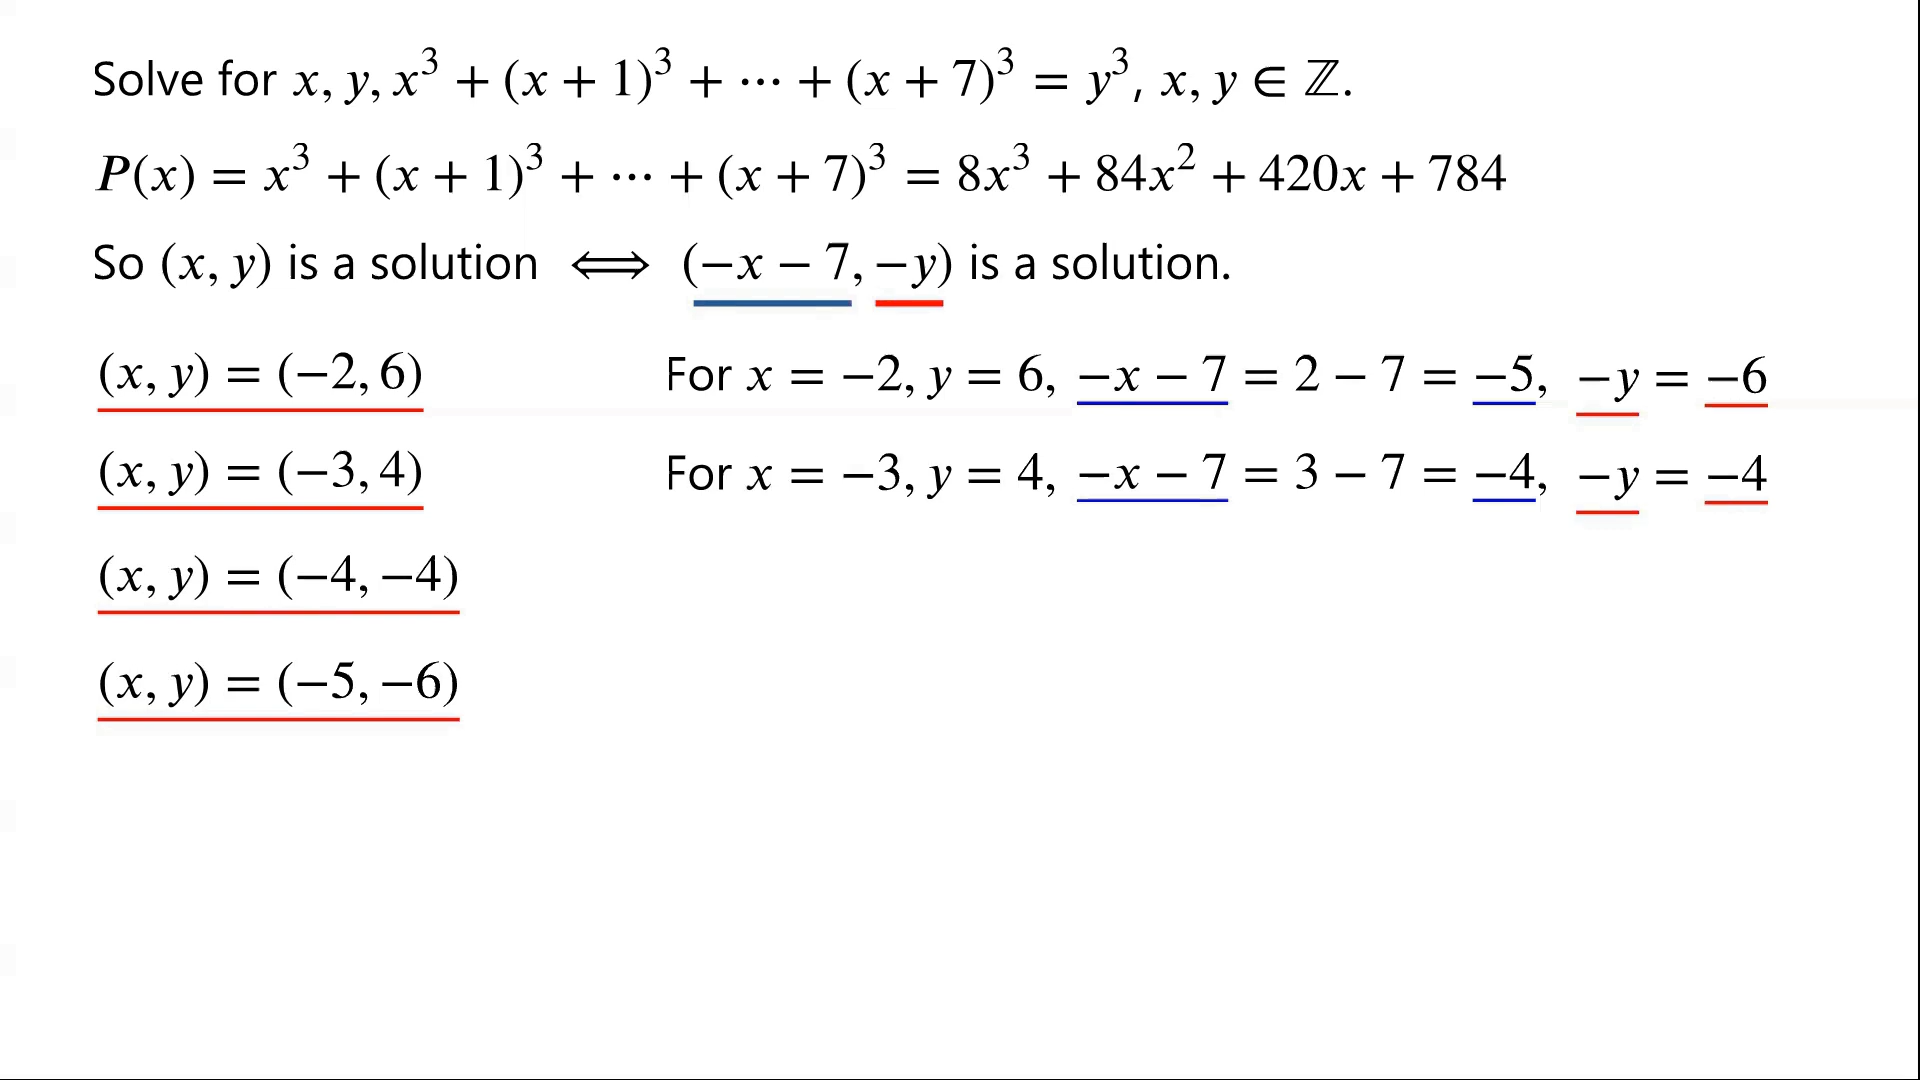 Solve for x, y, x³ + (x + 1)³ + ⋯ + (x + 7)³ = y³, x, y ∈ ℤ.
P(x) = x³ + (x + 1)³ + ⋯ + (x + 7)³ = 8x³ + 84x² + 420x + 784
So (x, y) is a solution ⟺ (−x − 7, −y) is a solution.
(x, y) = (−2, 6) For x = −2, y = 6, −x − 7 = 2 − 7 = −5, −y = −6
(x, y) = (−3, 4) For x = −3, y = 4, −x − 7 = 3 − 7 = −4, −y = −4
(x, y) = (−4, −4)
(x, y) = (−5, −6)